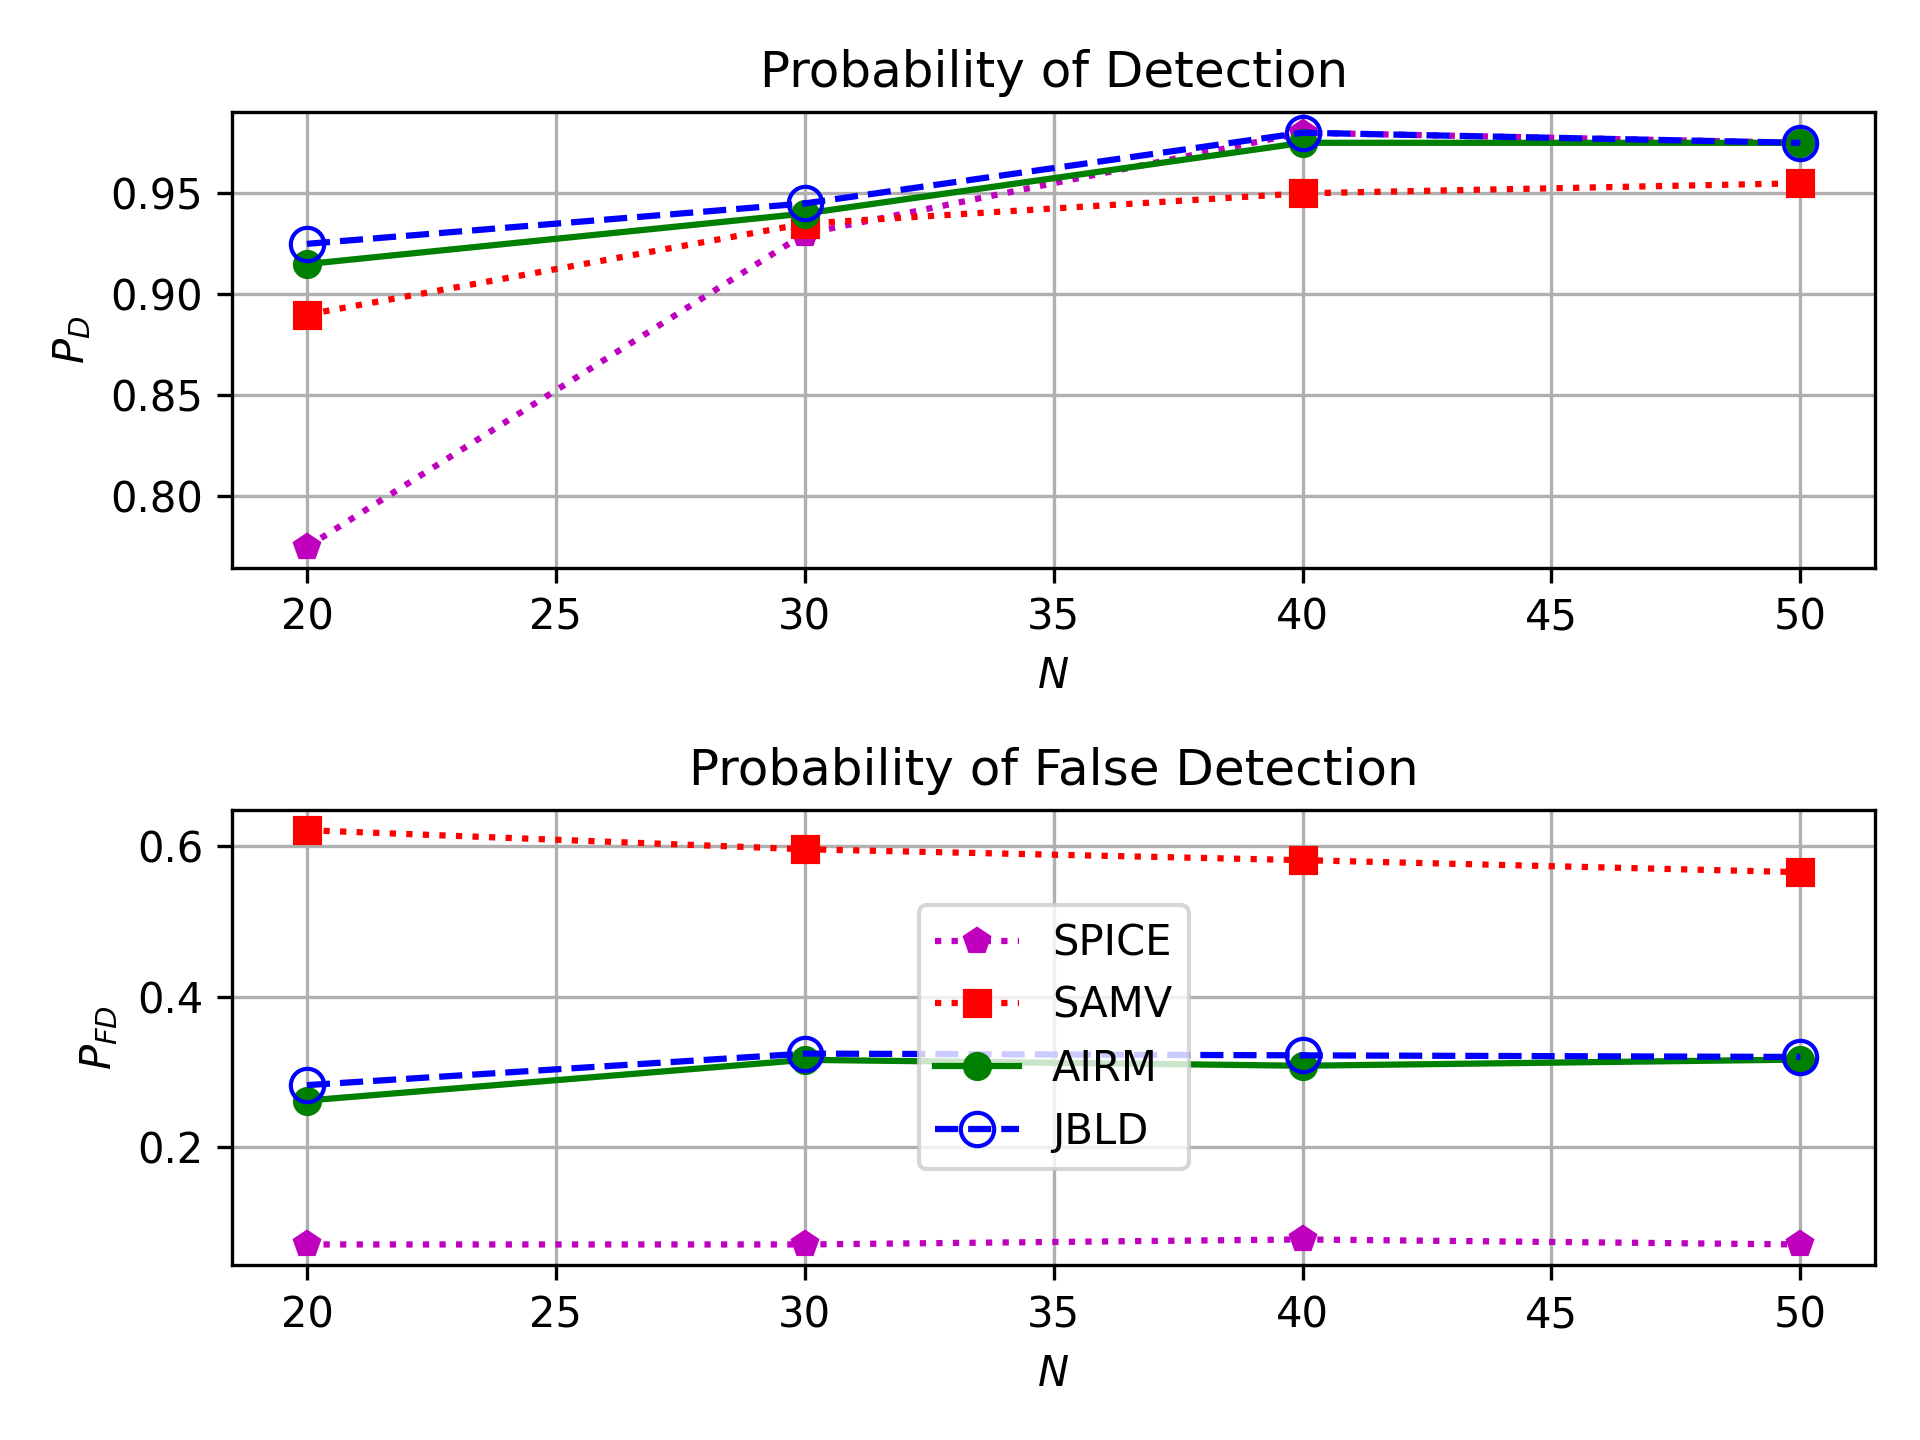 Probability of Detection
0.95
0.90
0.85
0.80
P_D
20 25 30 35 40 45 50
N
Probability of False Detection
0.6
0.4
0.2
P_FD
SPICE
SAMV
AIRM
JBLD
20 25 30 35 40 45 50
N